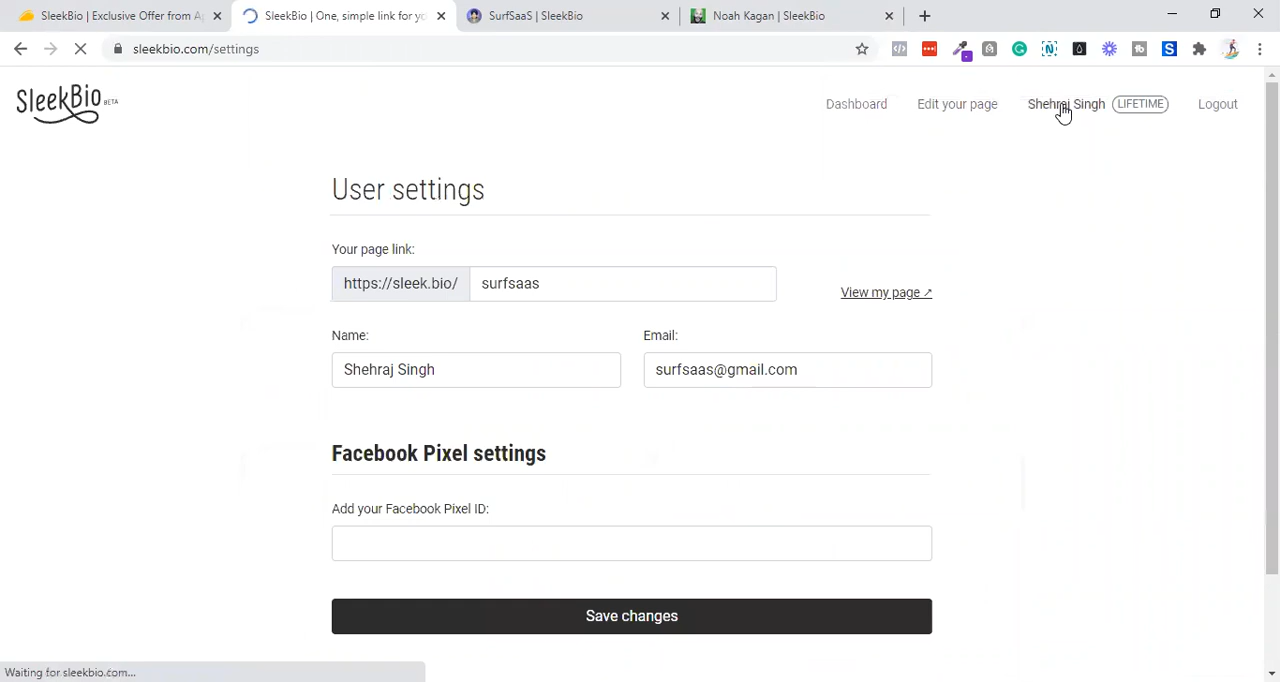 SleekBio | Exclusive Offer from Ap
SleekBio | One, simple link for yo
SurfSaaS | SleekBio
Noah Kagan | SleekBio
sleekbio.com/settings
SleekBio BETA
Dashboard
Edit your page
Shehraj Singh
LIFETIME
Logout
User settings
Your page link:
https://sleek.bio/
surfsaas
View my page ↗
Name:
Email:
Shehraj Singh
surfsaas@gmail.com
Facebook Pixel settings
Add your Facebook Pixel ID:
Save changes
Waiting for sleekbio.com...